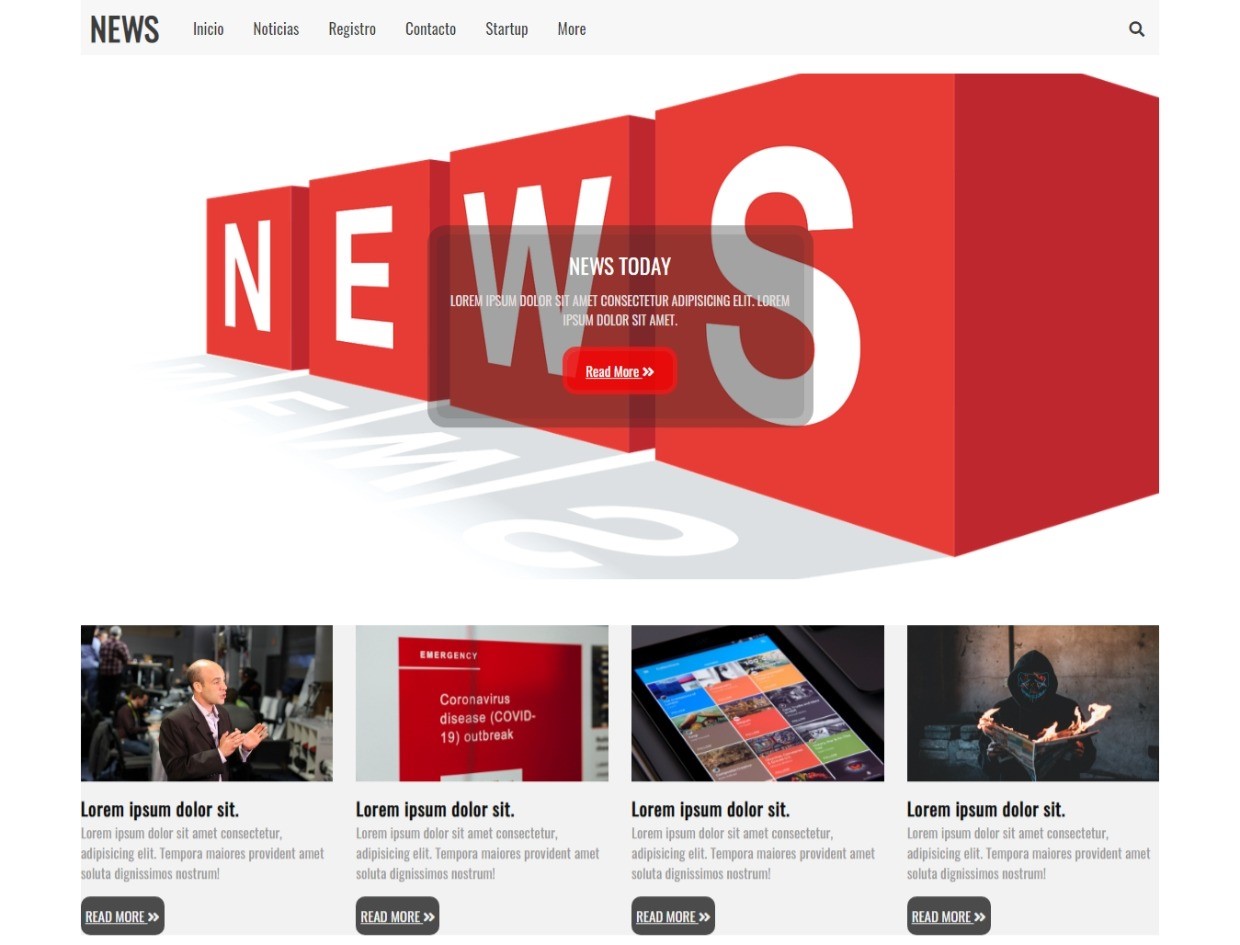 NEWS Inicio Noticias Registro Contacto Startup More
NEWS
NEWS TODAY
LOREM IPSUM DOLOR SIT AMET CONSECTETUR ADIPISICING ELIT. LOREM
IPSUM DOLOR SIT AMET.
Read More
EMERGENCY
Coronavirus
disease (COVID-
19) outbreak
Lorem ipsum dolor sit.
Lorem ipsum dolor sit amet consectetur,
adipisicing elit. Tempora maiores provident amet
soluta dignissimos nostrum!
READ MORE
Lorem ipsum dolor sit.
Lorem ipsum dolor sit amet consectetur,
adipisicing elit. Tempora maiores provident amet
soluta dignissimos nostrum!
READ MORE
Lorem ipsum dolor sit.
Lorem ipsum dolor sit amet consectetur,
adipisicing elit. Tempora maiores provident amet
soluta dignissimos nostrum!
READ MORE
Lorem ipsum dolor sit.
Lorem ipsum dolor sit amet consectetur,
adipisicing elit. Tempora maiores provident amet
soluta dignissimos nostrum!
READ MORE